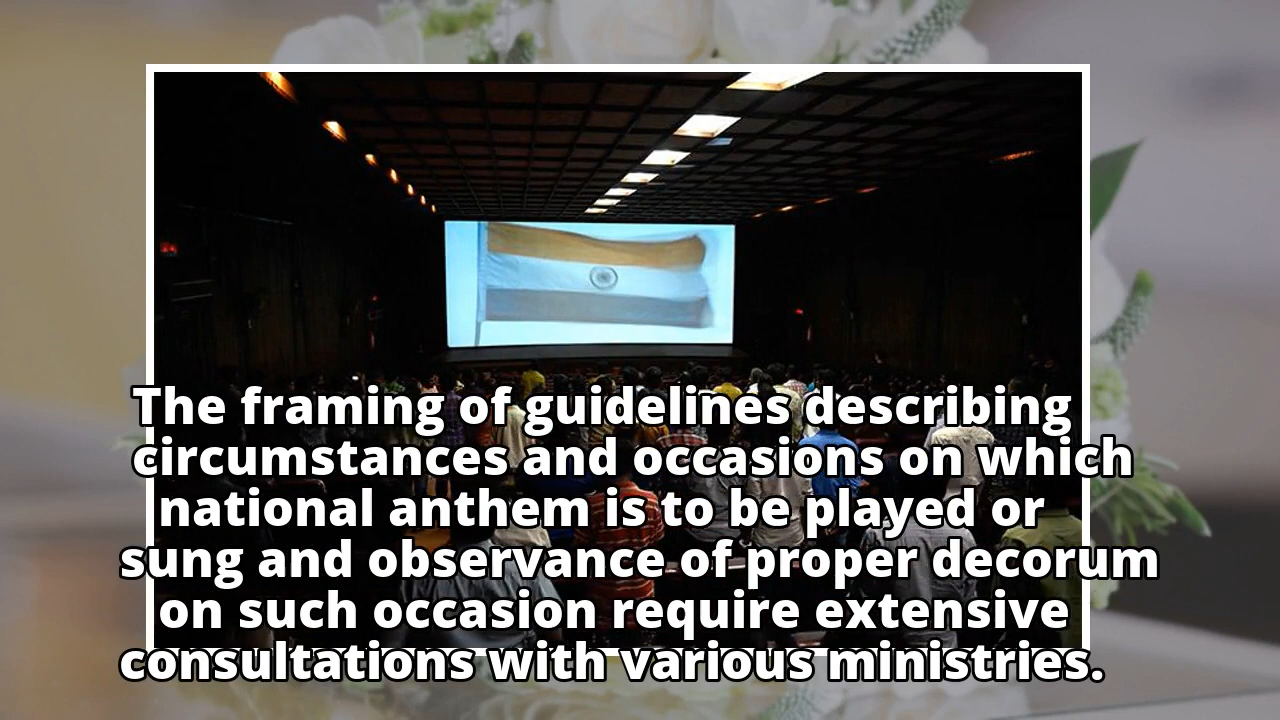 The framing of guidelines describing
circumstances and occasions on which
national anthem is to be played or
sung and observance of proper decorum
on such occasion require extensive
consultations with various ministries.